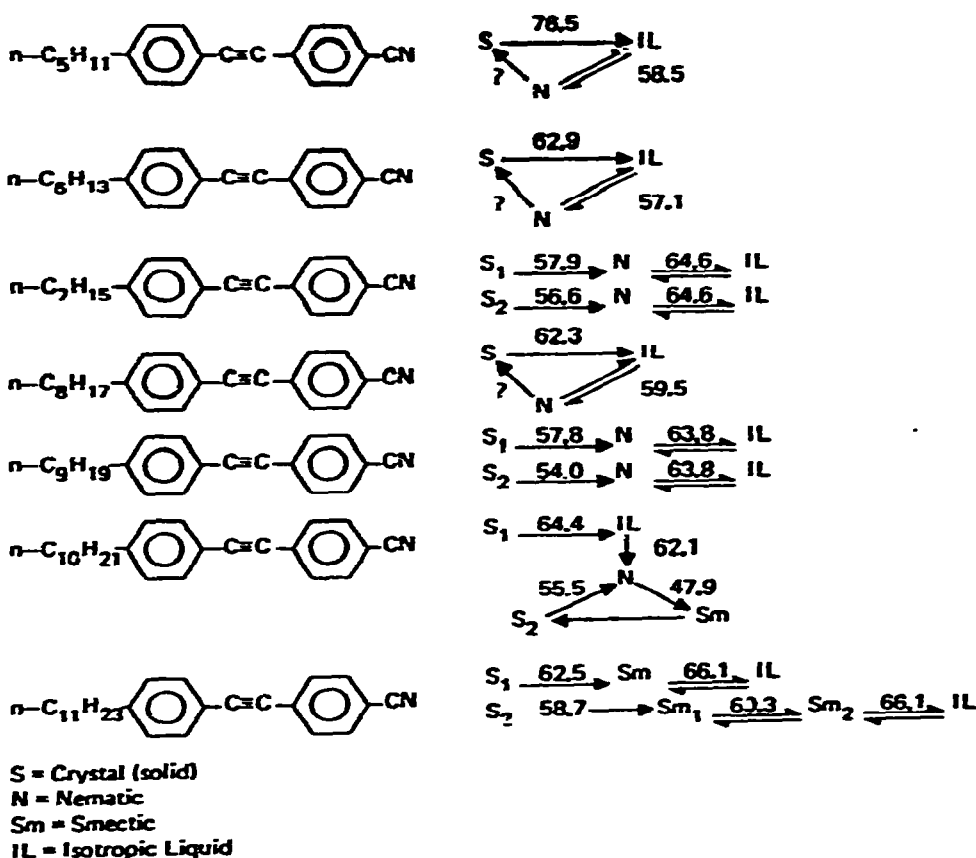 n–C5H11 C≡C CN S 76.5 IL
? N 58.5
n–C6H13 C≡C CN S 62.9 IL
? N 57.1
n–C7H15 C≡C CN S1 57.9 N 64.6 IL
S2 56.6 N 64.6 IL
n–C8H17 C≡C CN S 62.3 IL
? N 59.5
n–C9H19 C≡C CN S1 57.8 N 63.8 IL
S2 54.0 N 63.8 IL
n–C10H21 C≡C CN S1 64.4 IL
62.1
55.5 N 47.9
S2 Sm
n–C11H23 C≡C CN S1 62.5 Sm 66.1 IL
S2 58.7 Sm1 Sm2 66.1 IL
S = Crystal (solid)
N = Nematic
Sm = Smectic
IL = Isotropic Liquid